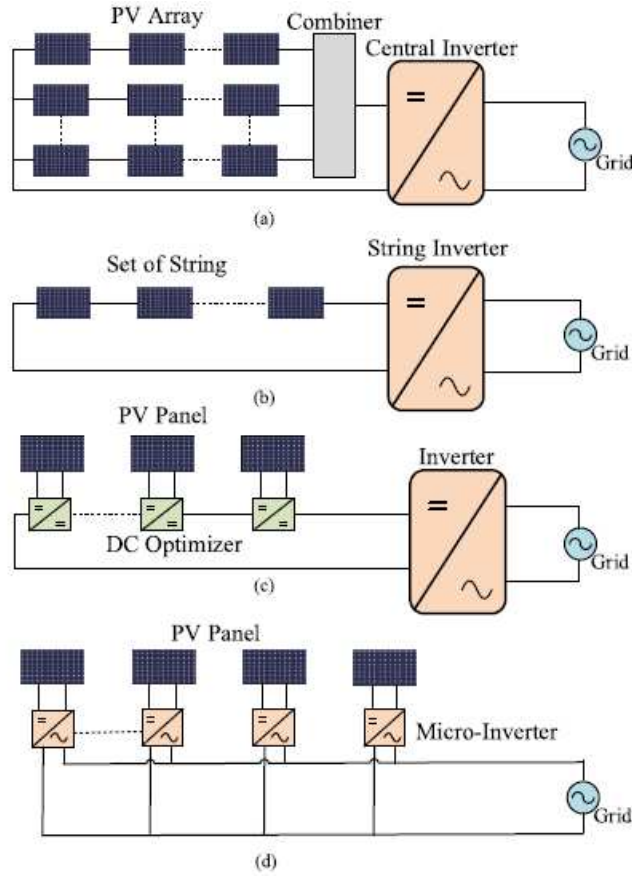 PV Array
Combiner
Central Inverter
Grid
(a)
Set of String
String Inverter
Grid
(b)
PV Panel
Inverter
DC Optimizer
Grid
(c)
PV Panel
Micro-Inverter
Grid
(d)